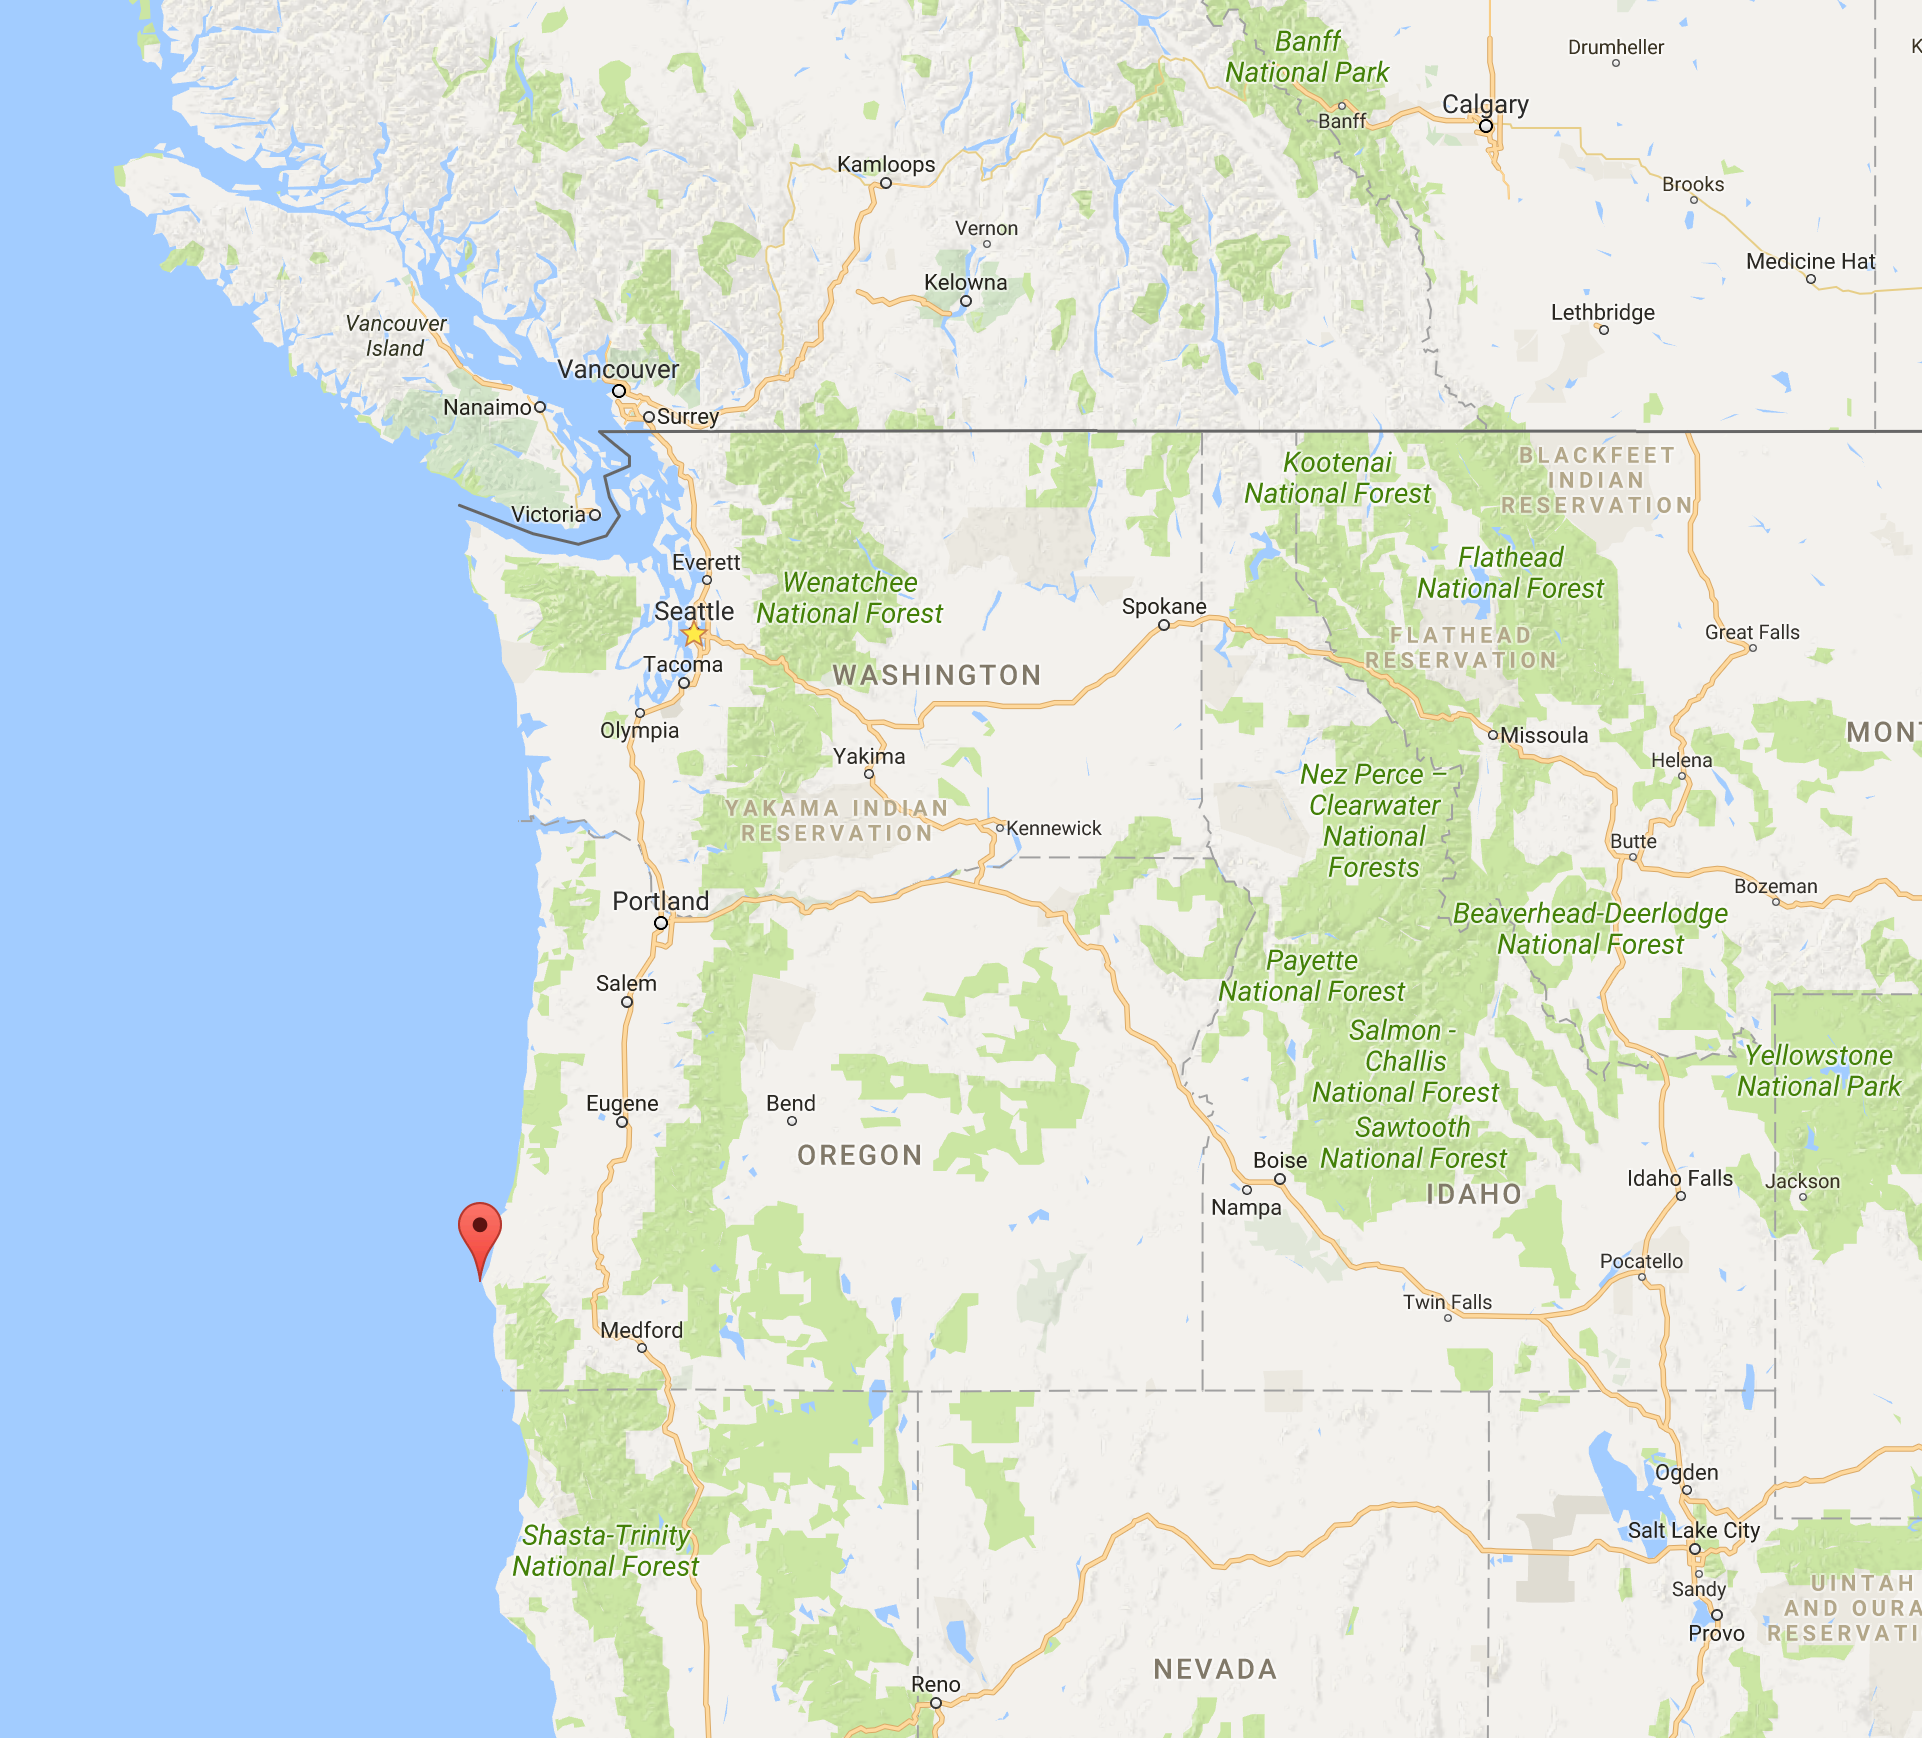 Banff
National Park
Drumheller
K
Calgary
Banff
Kamloops
Brooks
Vernon
Medicine Hat
Kelowna
Lethbridge
Vancouver
Island
Vancouver
Nanaimo
Surrey
BLACKFEET
INDIAN
RESERVATION
Kootenai
National Forest
Victoria
Flathead
National Forest
Everett
Wenatchee
National Forest
Seattle
Spokane
FLATHEAD
RESERVATION
Great Falls
Tacoma
WASHINGTON
Olympia
Missoula
MONT
Yakima
Helena
Nez Perce –
Clearwater
National
Forests
YAKAMA INDIAN
RESERVATION
Kennewick
Butte
Bozeman
Portland
Beaverhead-Deerlodge
National Forest
Payette
National Forest
Salem
Salmon -
Challis
National Forest
Yellowstone
National Park
Eugene
Bend
Sawtooth
National Forest
OREGON
Boise
Idaho Falls
Jackson
IDAHO
Nampa
Pocatello
Twin Falls
Medford
Ogden
Shasta-Trinity
National Forest
Salt Lake City
Sandy
UINTAH
AND OURA
RESERVATI
Provo
NEVADA
Reno